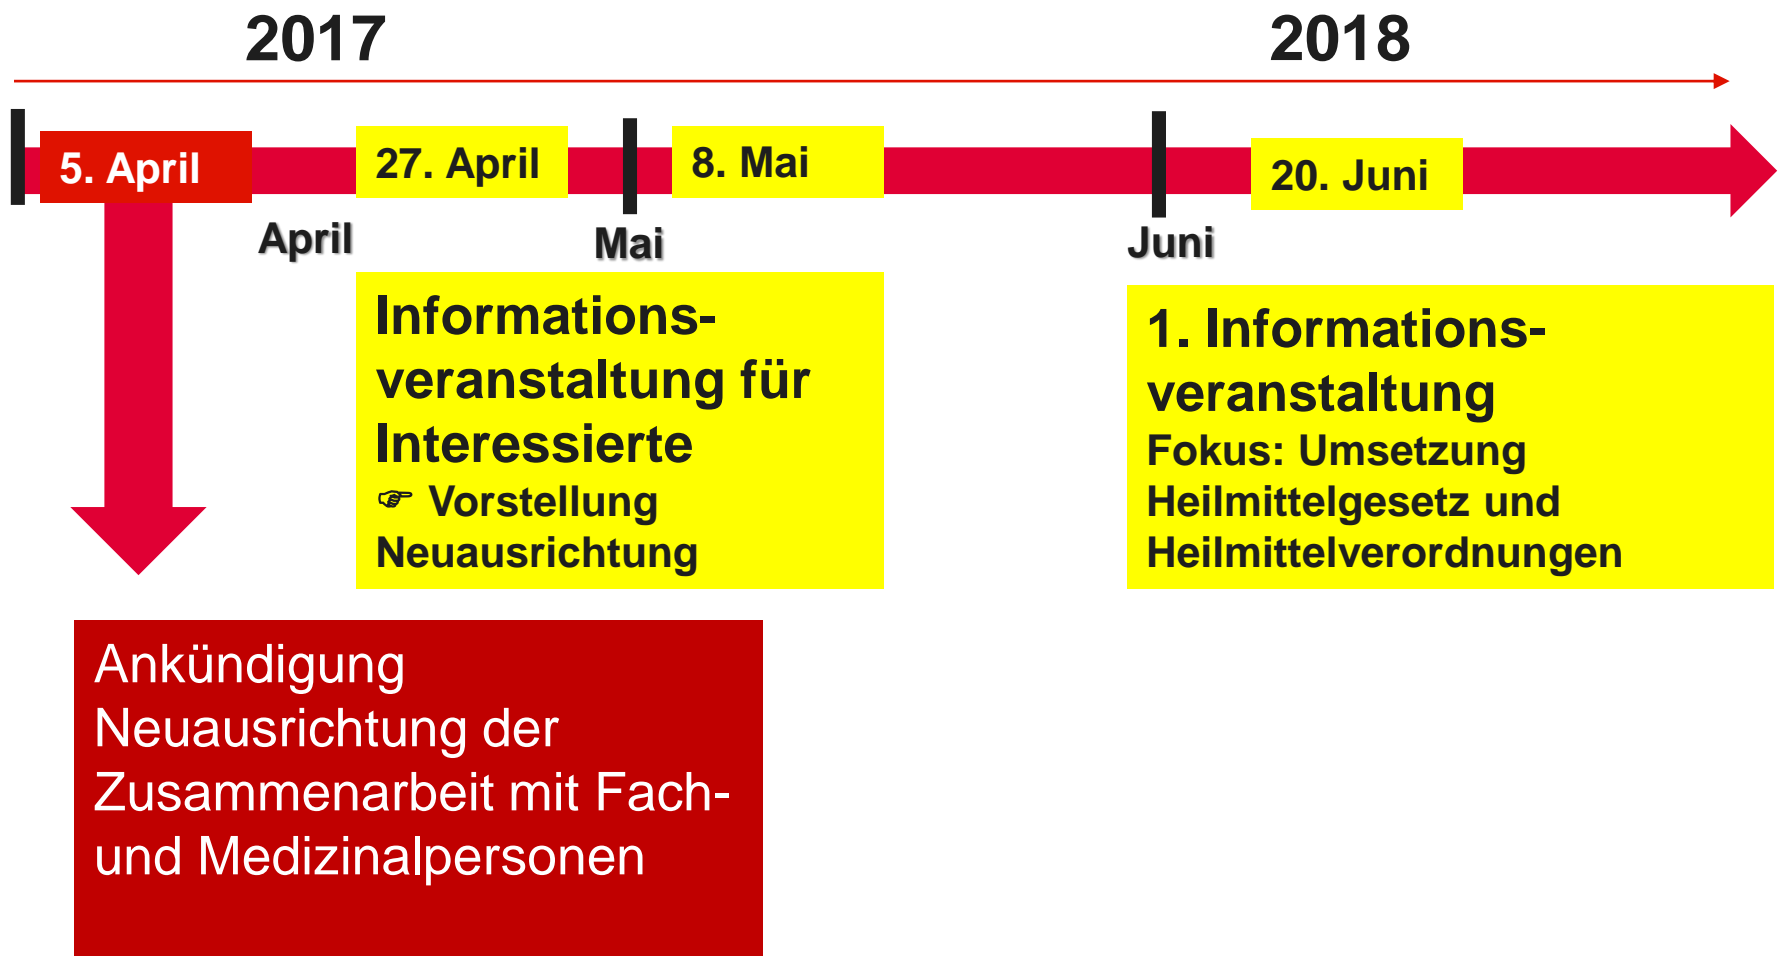 2017
2018
5. April
27. April
8. Mai
20. Juni
April
Mai
Juni
Informations-
veranstaltung für
Interessierte
☞ Vorstellung
Neuausrichtung
1. Informations-
veranstaltung
Fokus: Umsetzung
Heilmittelgesetz und
Heilmittelverordnungen
Ankündigung
Neuausrichtung der
Zusammenarbeit mit Fach-
und Medizinalpersonen